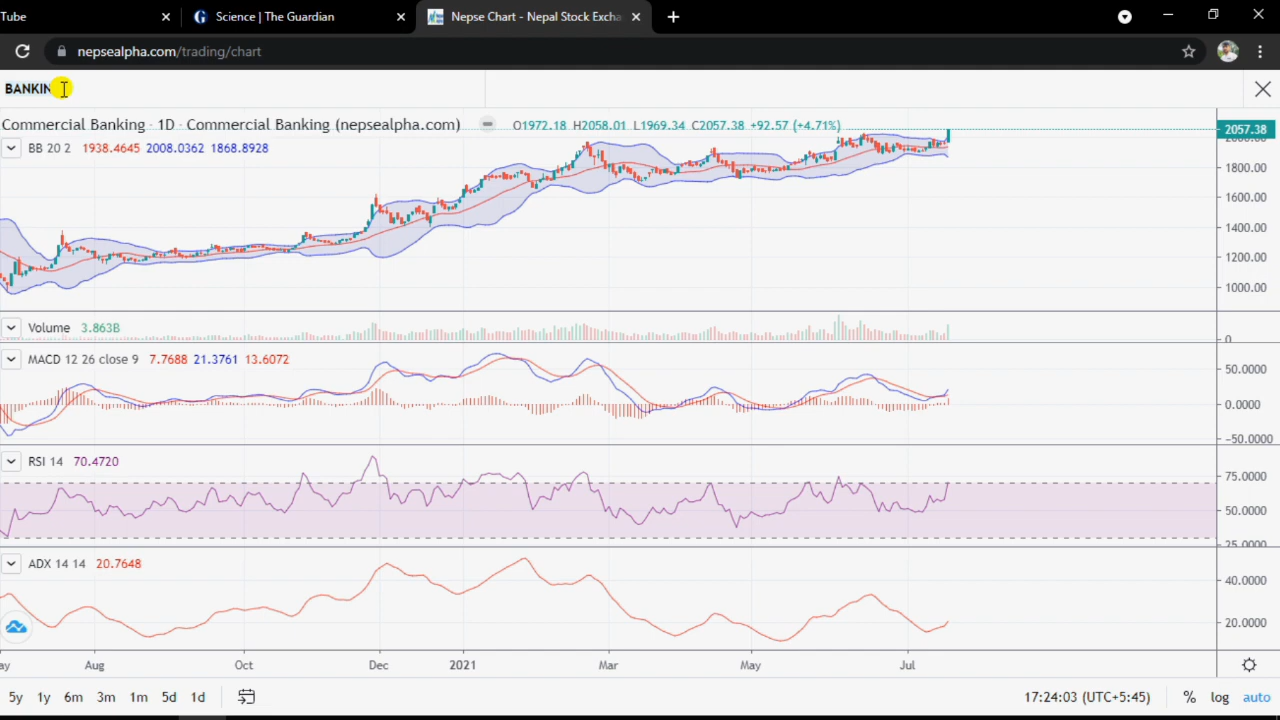 Tube
Science | The Guardian
Nepse Chart - Nepal Stock Excha
nepsealpha.com/trading/chart
BANKIN
Commercial Banking · 1D · Commercial Banking (nepsealpha.com)
O1972.18 H2058.01 L1969.34 C2057.38 +92.57 (+4.71%)
BB 20 2 1938.4645 2008.0362 1868.8928
2057.38
1800.00
1600.00
1400.00
1200.00
1000.00
Volume 3.863B
0
MACD 12 26 close 9 7.7688 21.3761 13.6072
50.0000
0.0000
-50.0000
RSI 14 70.4720
75.0000
50.0000
25.0000
ADX 14 14 20.7648
40.0000
20.0000
ay Aug Oct Dec 2021 Mar May Jul
5y 1y 6m 3m 1m 5d 1d
17:24:03 (UTC+5:45) % log auto